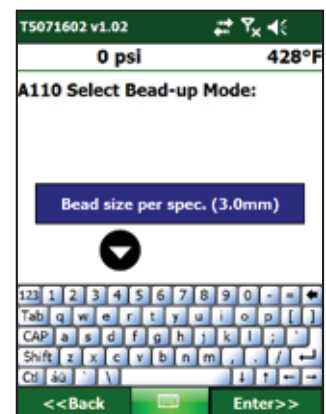 T5071602 v1.02
0 psi 428°F
A110 Select Bead-up Mode:
Bead size per spec. (3.0mm)
123 1 2 3 4 5 6 7 8 9 0 - =
Tab q w e r t y u i o p [ ]
CAP a s d f g h j k l ; '
Shift z x c v b n m , . /
Ctl áü ` \
<<Back Enter>>